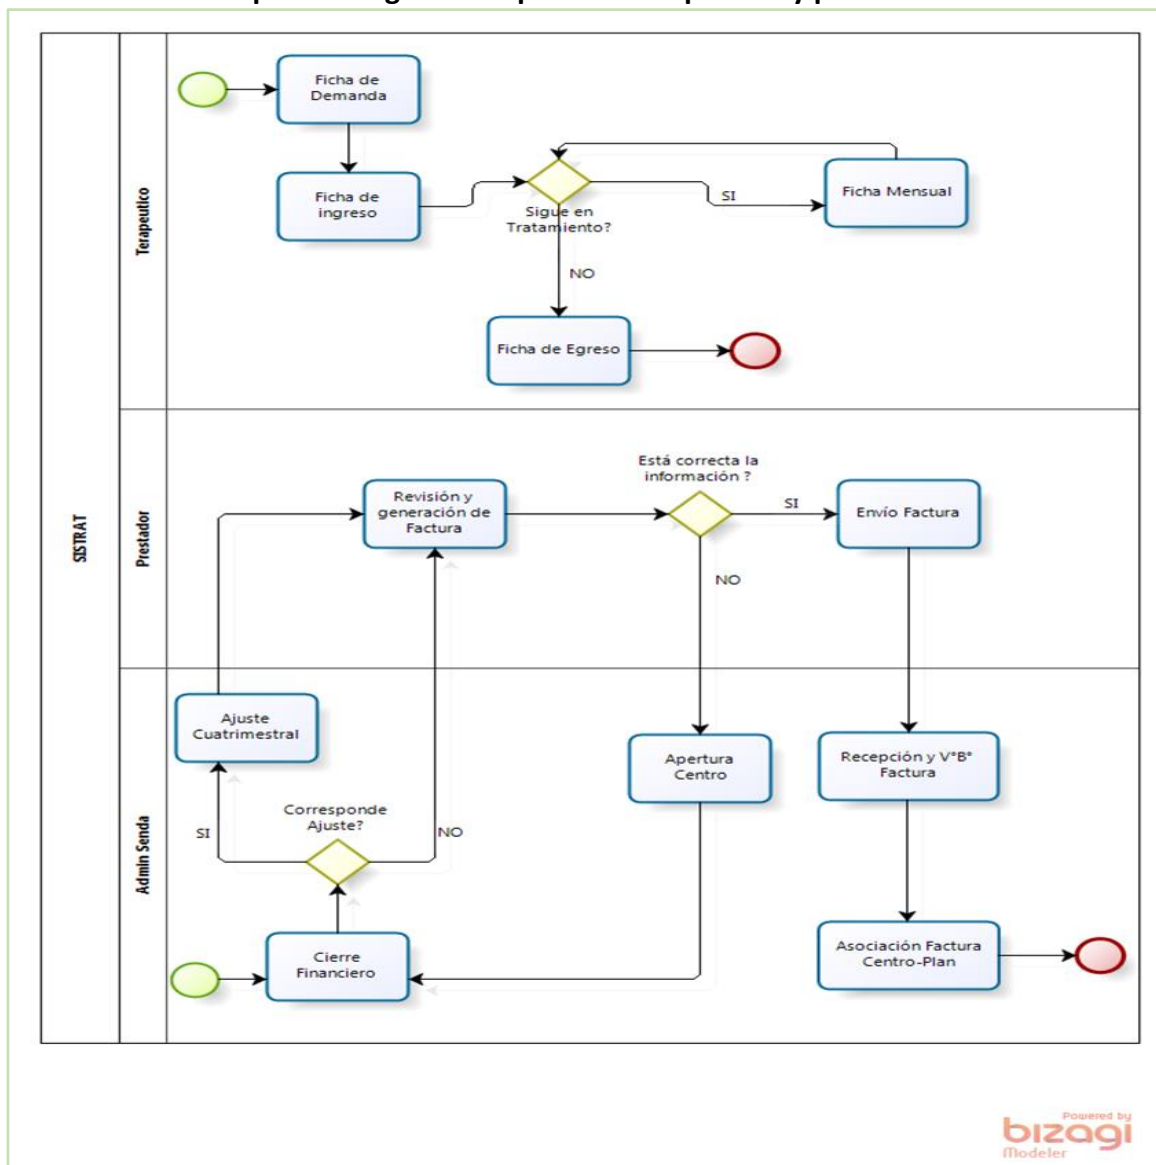 Ficha de
Demanda
Ficha de
ingreso
Sigue en
Tratamiento?
SI
Ficha Mensual
NO
Ficha de Egreso
Terapeutico
SISTRAT
Prestador
Revisión y
generación de
Factura
Está correcta la
información ?
SI
Envío Factura
NO
Admin Senda
Ajuste
Cuatrimestral
Corresponde
Ajuste?
SI
NO
Cierre
Financiero
Apertura
Centro
Recepción y V°B°
Factura
Asociación Factura
Centro-Plan
Powered by
bizagi
Modeler